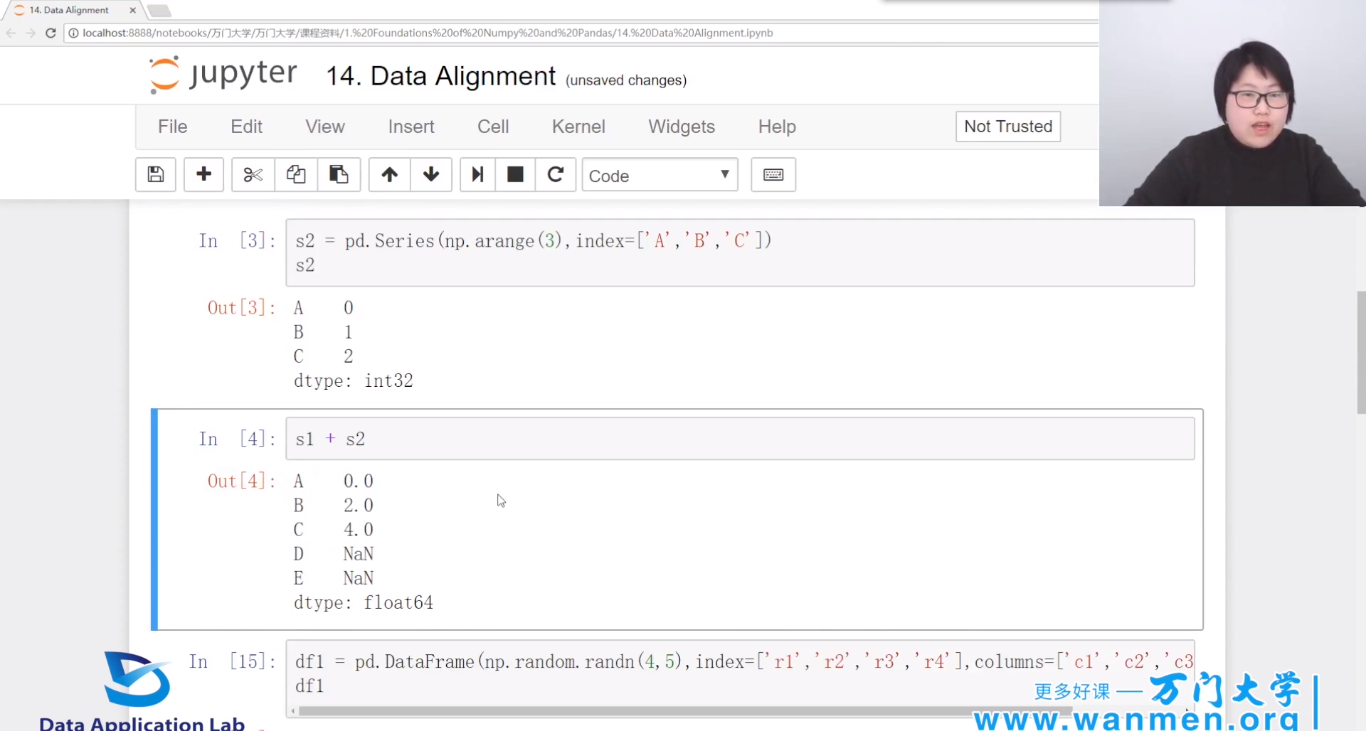 14. Data Alignment
localhost:8888/notebooks/万门大学/万门大学/课程资料/1.%20Foundations%20of%20Numpy%20and%20Pandas/14.%20Data%20Alignment.ipynb
jupyter 14. Data Alignment (unsaved changes)
File Edit View Insert Cell Kernel Widgets Help Not Trusted
Code
In [3]: s2 = pd.Series(np.arange(3),index=['A','B','C'])
s2
Out[3]: A 0
B 1
C 2
dtype: int32
In [4]: s1 + s2
Out[4]: A 0.0
B 2.0
C 4.0
D NaN
E NaN
dtype: float64
In [15]: df1 = pd.DataFrame(np.random.randn(4,5),index=['r1','r2','r3','r4'],columns=['c1','c2','c3
df1
更多好课 — 万门大学
Data Application Lab
www.wanmen.org